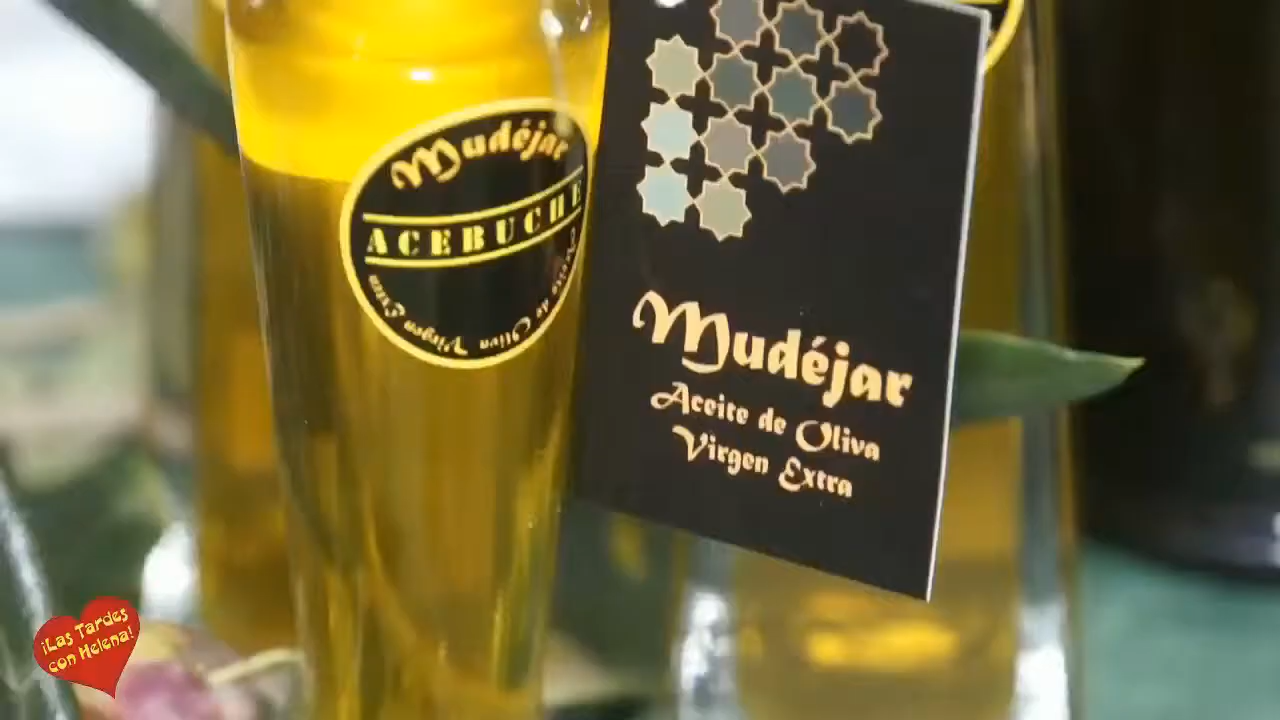 Mudéjar
ACEBUCHE
Aceite de Oliva Virgen Extra
Mudéjar
Aceite de Oliva
Virgen Extra
¡Las Tardes
con Helena!